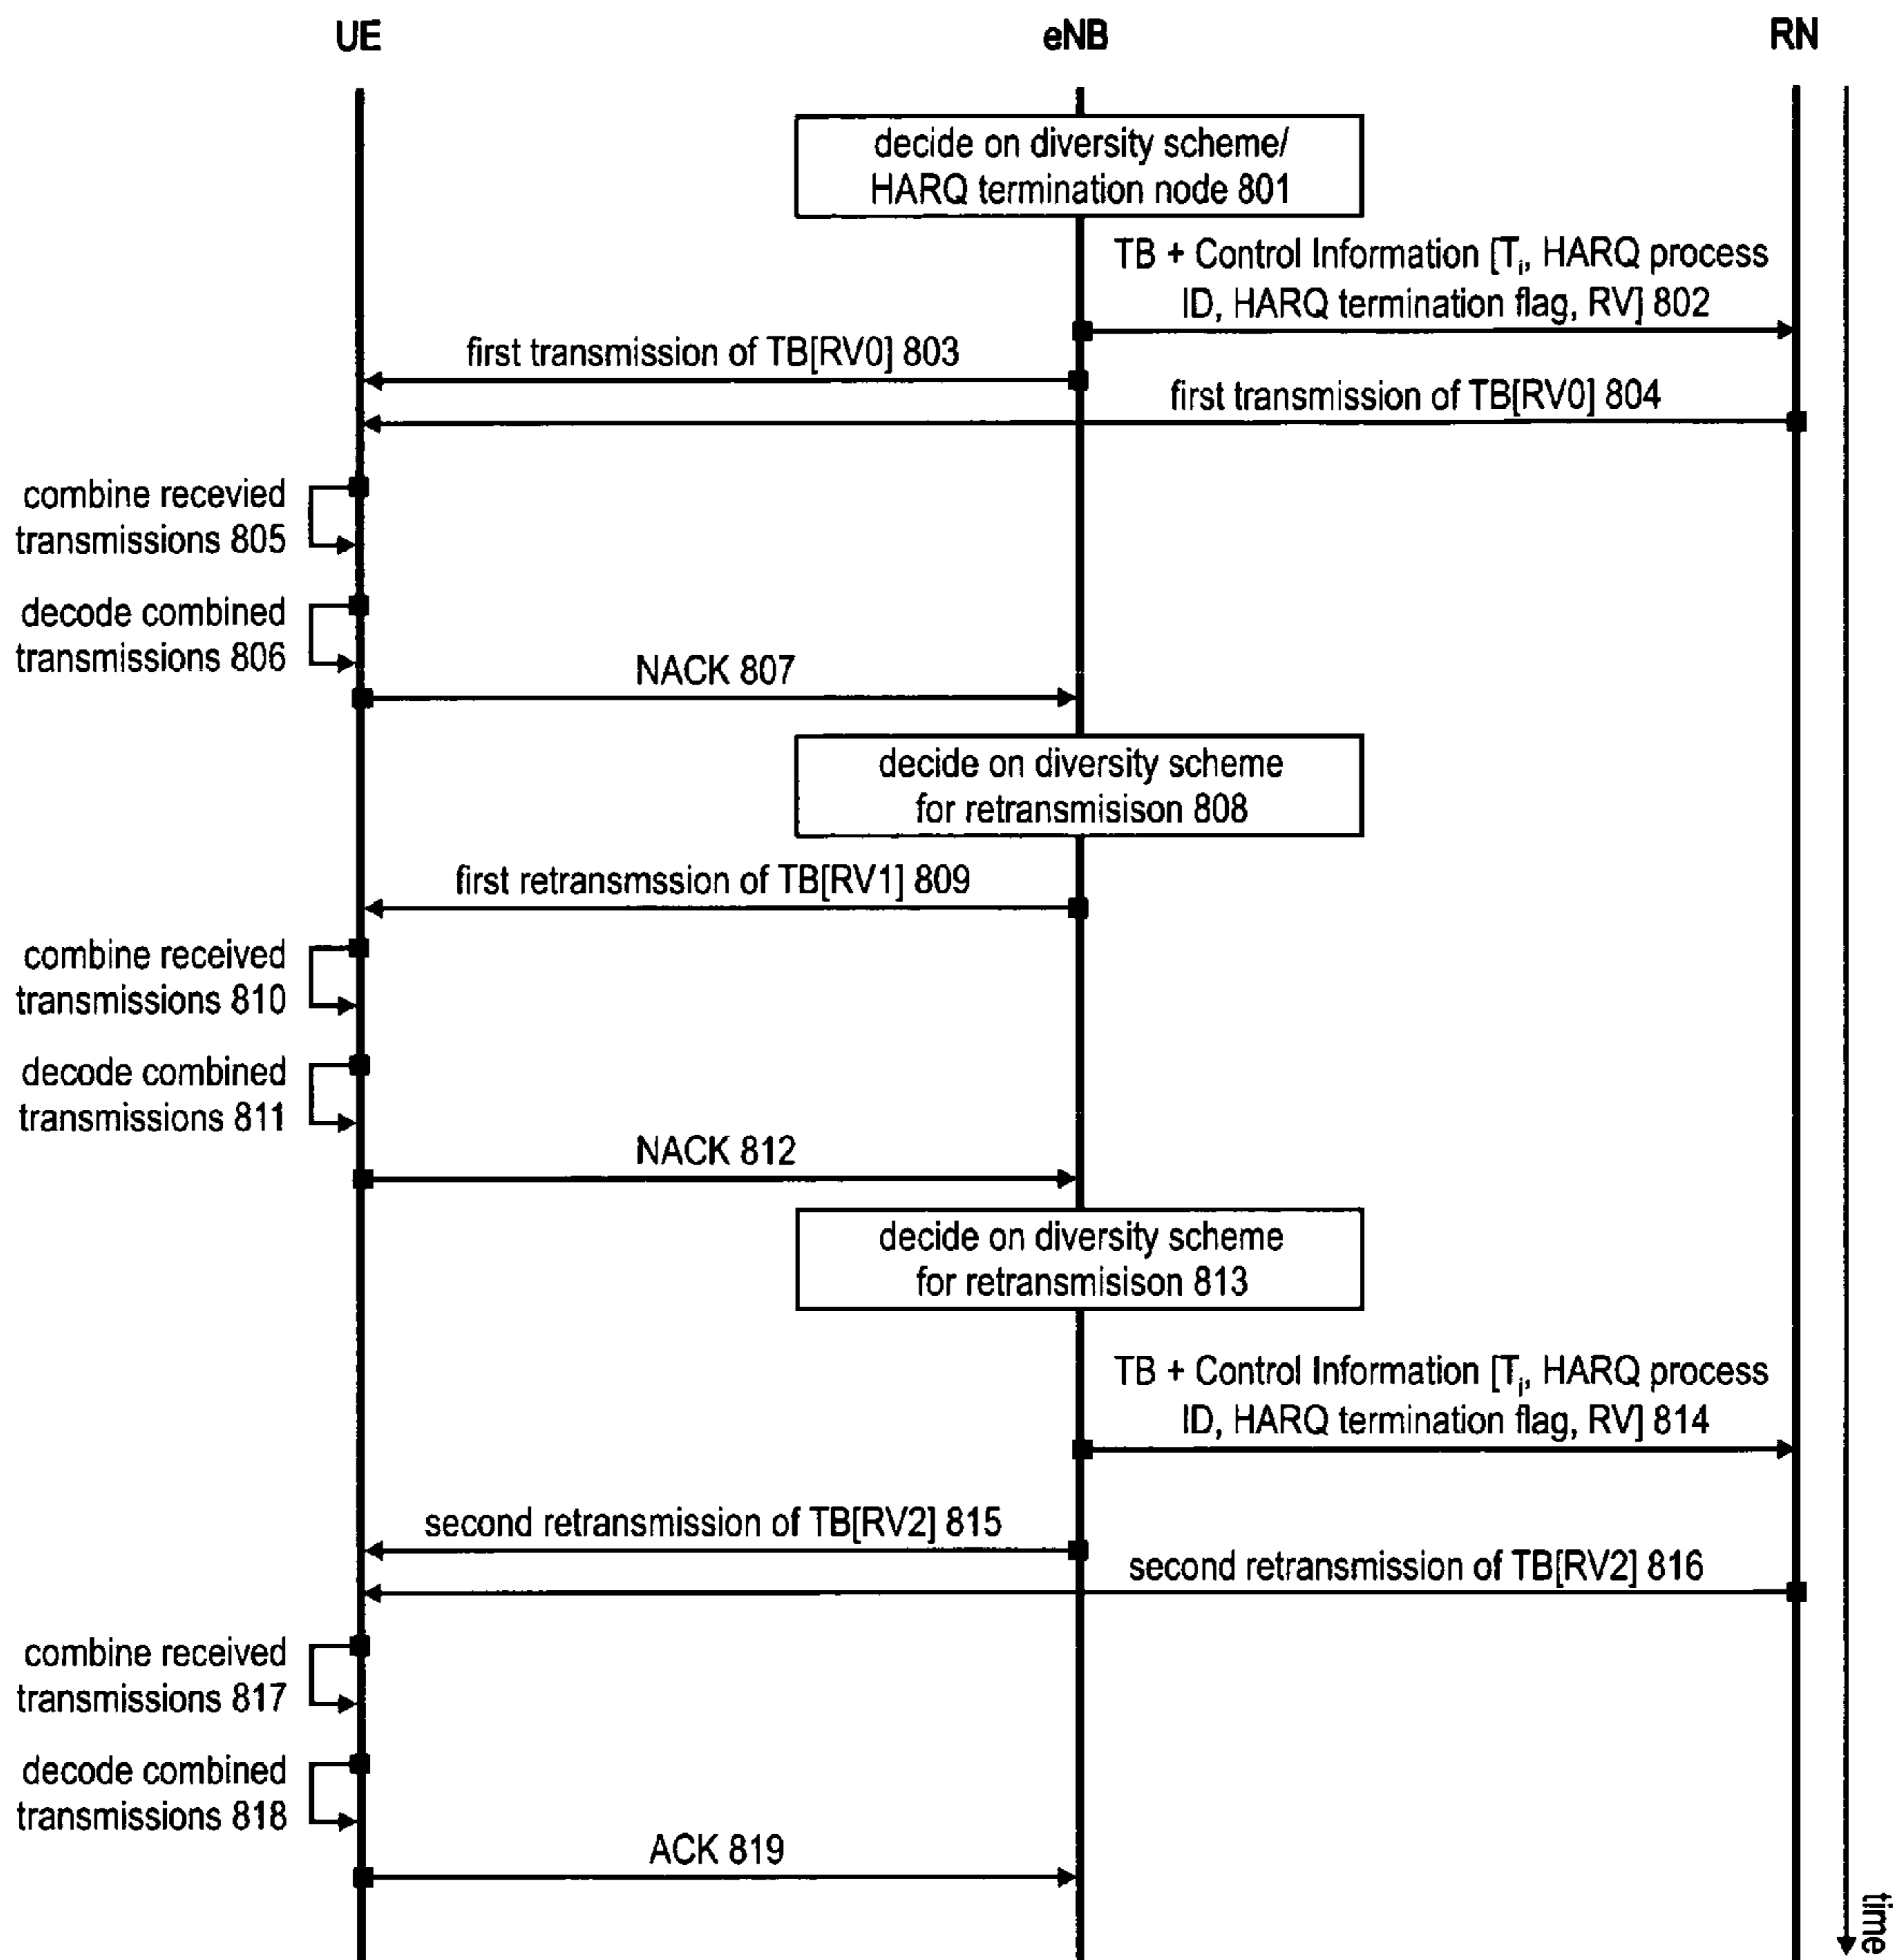 UE
eNB
RN
decide on diversity scheme/
HARQ termination node 801
TB + Control Information [Ti, HARQ process
ID, HARQ termination flag, RV] 802
first transmission of TB[RV0] 803
first transmission of TB[RV0] 804
combine recevied
transmissions 805
decode combined
transmissions 806
NACK 807
decide on diversity scheme
for retransmisison 808
first retransmssion of TB[RV1] 809
combine received
transmissions 810
decode combined
transmissions 811
NACK 812
decide on diversity scheme
for retransmisison 813
TB + Control Information [Ti, HARQ process
ID, HARQ termination flag, RV] 814
second retransmission of TB[RV2] 815
second retransmission of TB[RV2] 816
combine received
transmissions 817
decode combined
transmissions 818
ACK 819
time